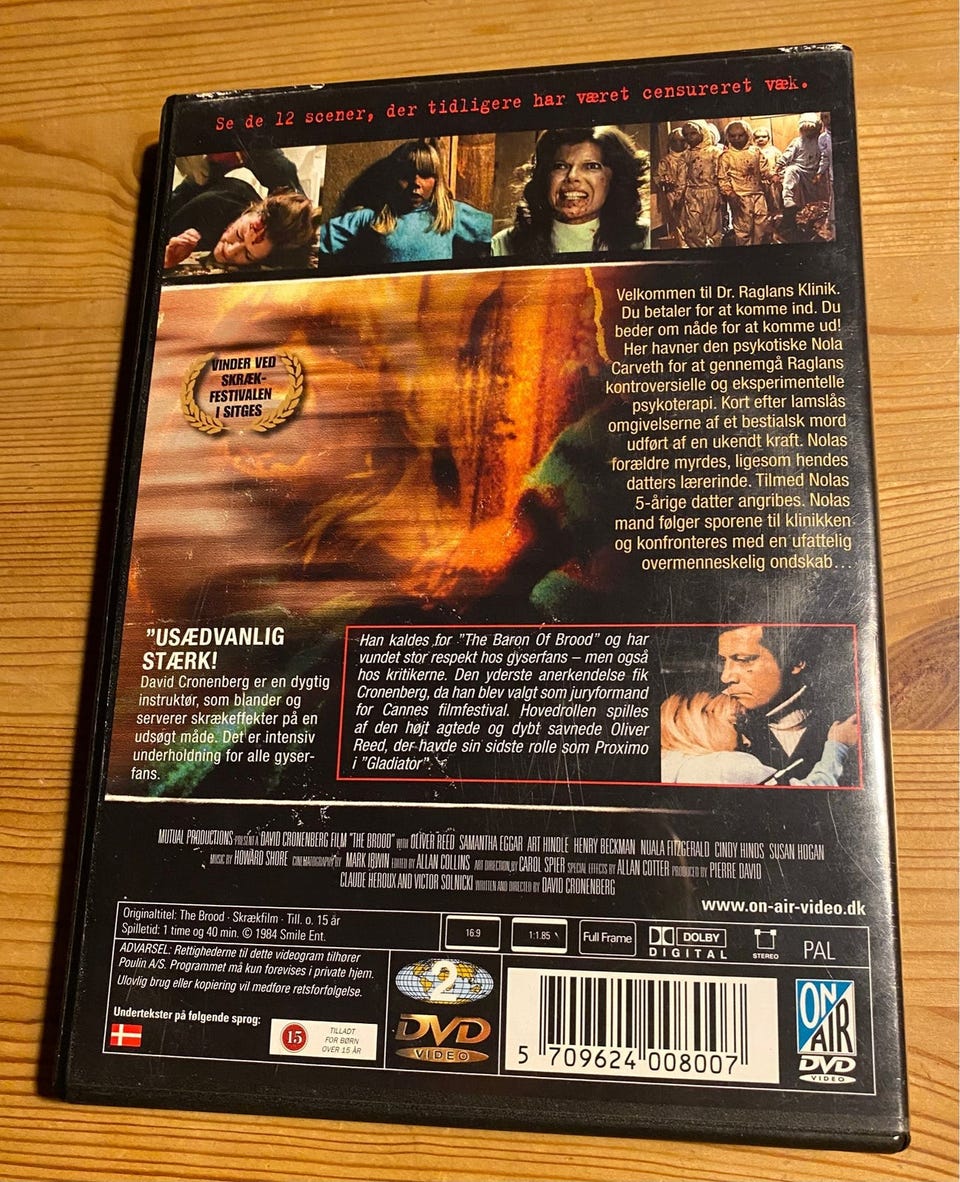 Se de 12 scener, der tidligere har været censureret væk.
VINDER VED
SKRÆK-
FESTIVALEN
I SITGES
Velkommen til Dr. Raglans Klinik.
Du betaler for at komme ind. Du
beder om nåde for at komme ud!
Her havner den psykotiske Nola
Carveth for at gennemgå Raglans
kontroversielle og eksperimentelle
psykoterapi. Kort efter lamslås
omgivelserne af et bestialsk mord
udført af en ukendt kraft. Nolas
forældre myrdes, ligesom hendes
datters lærerinde. Tilmed Nolas
5-årige datter angribes. Nolas
mand følger sporene til klinikken
og konfronteres med en ufattelig
overmenneskelig ondskab...
"USÆDVANLIG
STÆRK!
David Cronenberg er en dygtig
instruktør, som blander og
serverer skrækeffekter på en
udsøgt måde. Det er intensiv
underholdning for alle gyser-
fans.
Han kaldes for "The Baron Of Brood" og har
vundet stor respekt hos gyserfans – men også
hos kritikerne. Den yderste anerkendelse fik
Cronenberg, da han blev valgt som juryformand
for Cannes filmfestival. Hovedrollen spilles
af den højt agtede og dybt savnede Oliver
Reed, der havde sin sidste rolle som Proximo
i "Gladiator".
MUTUAL PRODUCTIONS PRESENT A DAVID CRONENBERG FILM "THE BROOD" WITH OLIVER REED SAMANTHA EGGAR ART HINDLE HENRY BECKMAN NUALA FITZGERALD CINDY HINDS SUSAN HOGAN
MUSIC BY HOWARD SHORE CINEMATOGRAPHY BY MARK IRWIN EDITED BY ALLAN COLLINS ART DIRECTION BY CAROL SPIER SPECIAL EFFECTS BY ALLAN COTTER PRODUCED BY PIERRE DAVID
CLAUDE HEROUX AND VICTOR SOLNICKI WRITTEN AND DIRECTED BY DAVID CRONENBERG
www.on-air-video.dk
Originaltitel: The Brood · Skrækfilm · Till. o. 15 år
Spilletid: 1 time og 40 min. © 1984 Smile Ent.
16.9
1:1.85
Full Frame
DOLBY
DIGITAL
STEREO
PAL
ADVARSEL: Rettighederne til dette videogram tilhører
Poulin A/S. Programmet må kun forevises i private hjem.
Ulovlig brug eller kopiering vil medføre retsforfølgelse.
Undertekster på følgende sprog:
15
TILLADT
FOR BØRN
OVER 15 ÅR
2
DVD
VIDEO
5 709624 008007
ON
AIR
DVD
VIDEO